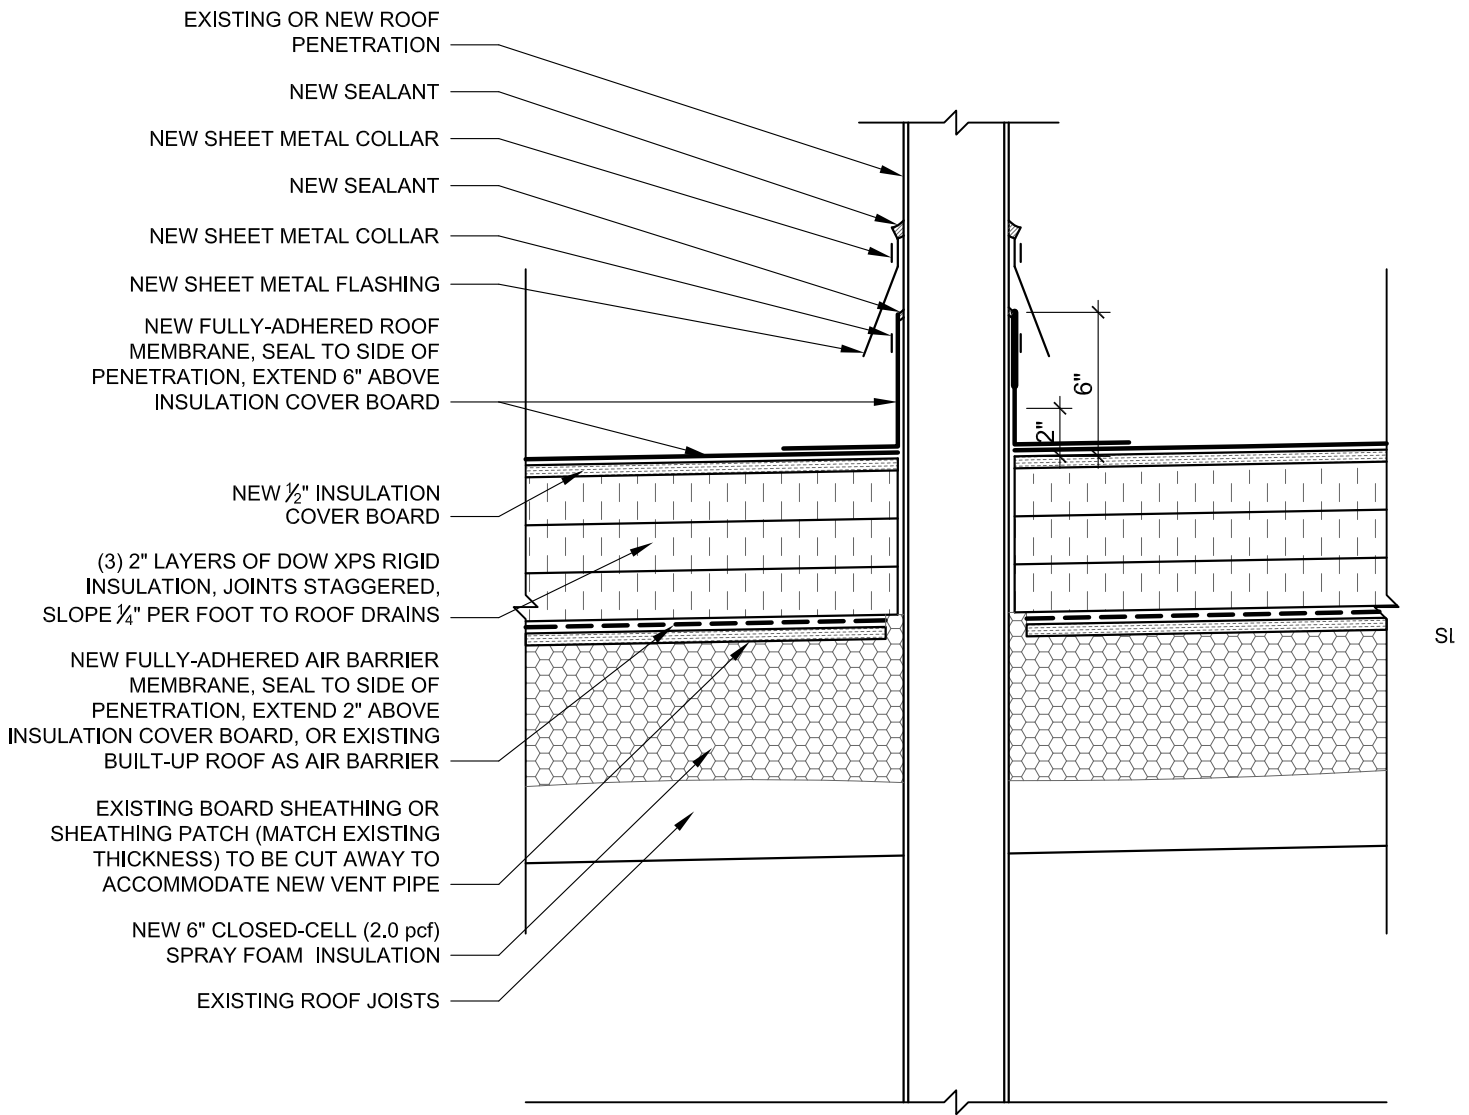 EXISTING OR NEW ROOF
PENETRATION
NEW SEALANT
NEW SHEET METAL COLLAR
NEW SEALANT
NEW SHEET METAL COLLAR
NEW SHEET METAL FLASHING
NEW FULLY-ADHERED ROOF
MEMBRANE, SEAL TO SIDE OF
PENETRATION, EXTEND 6" ABOVE
INSULATION COVER BOARD
6"
2"
NEW ½" INSULATION
COVER BOARD
(3) 2" LAYERS OF DOW XPS RIGID
INSULATION, JOINTS STAGGERED,
SLOPE ¼" PER FOOT TO ROOF DRAINS
SL
NEW FULLY-ADHERED AIR BARRIER
MEMBRANE, SEAL TO SIDE OF
PENETRATION, EXTEND 2" ABOVE
INSULATION COVER BOARD, OR EXISTING
BUILT-UP ROOF AS AIR BARRIER
EXISTING BOARD SHEATHING OR
SHEATHING PATCH (MATCH EXISTING
THICKNESS) TO BE CUT AWAY TO
ACCOMMODATE NEW VENT PIPE
NEW 6" CLOSED-CELL (2.0 pcf)
SPRAY FOAM INSULATION
EXISTING ROOF JOISTS